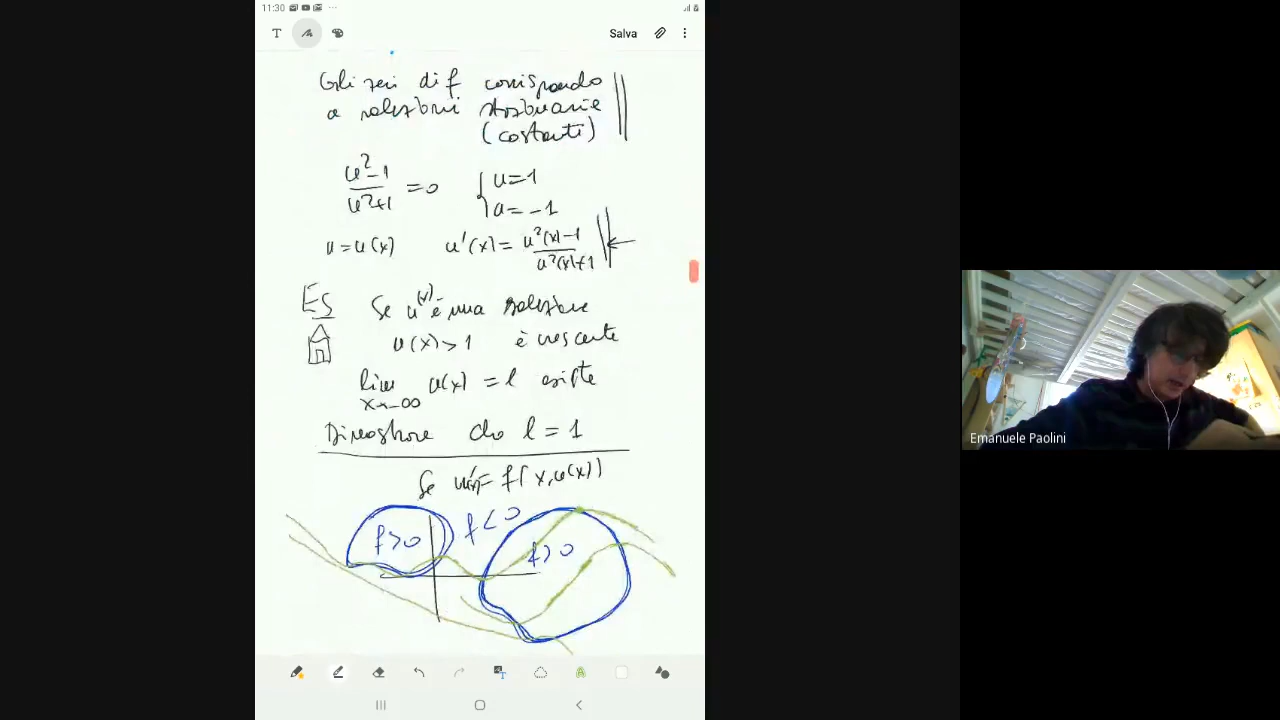 11:30
T
Salva
Gli zeri di f corrispondo
a soluzioni stazionarie
(costanti)
u²-1 / u²+1 = 0 { u=1
u=-1
u=u(x) u'(x) = u²(x)-1 / u²(x)+1
Es Se u(x) è una soluzione
u(x)>1 è crescente
lim x→-∞ u(x) = l esiste
Dimostrare che l=1
Se u'(x)= f(x,u(x))
f>0 f<0 f>0
Emanuele Paolini